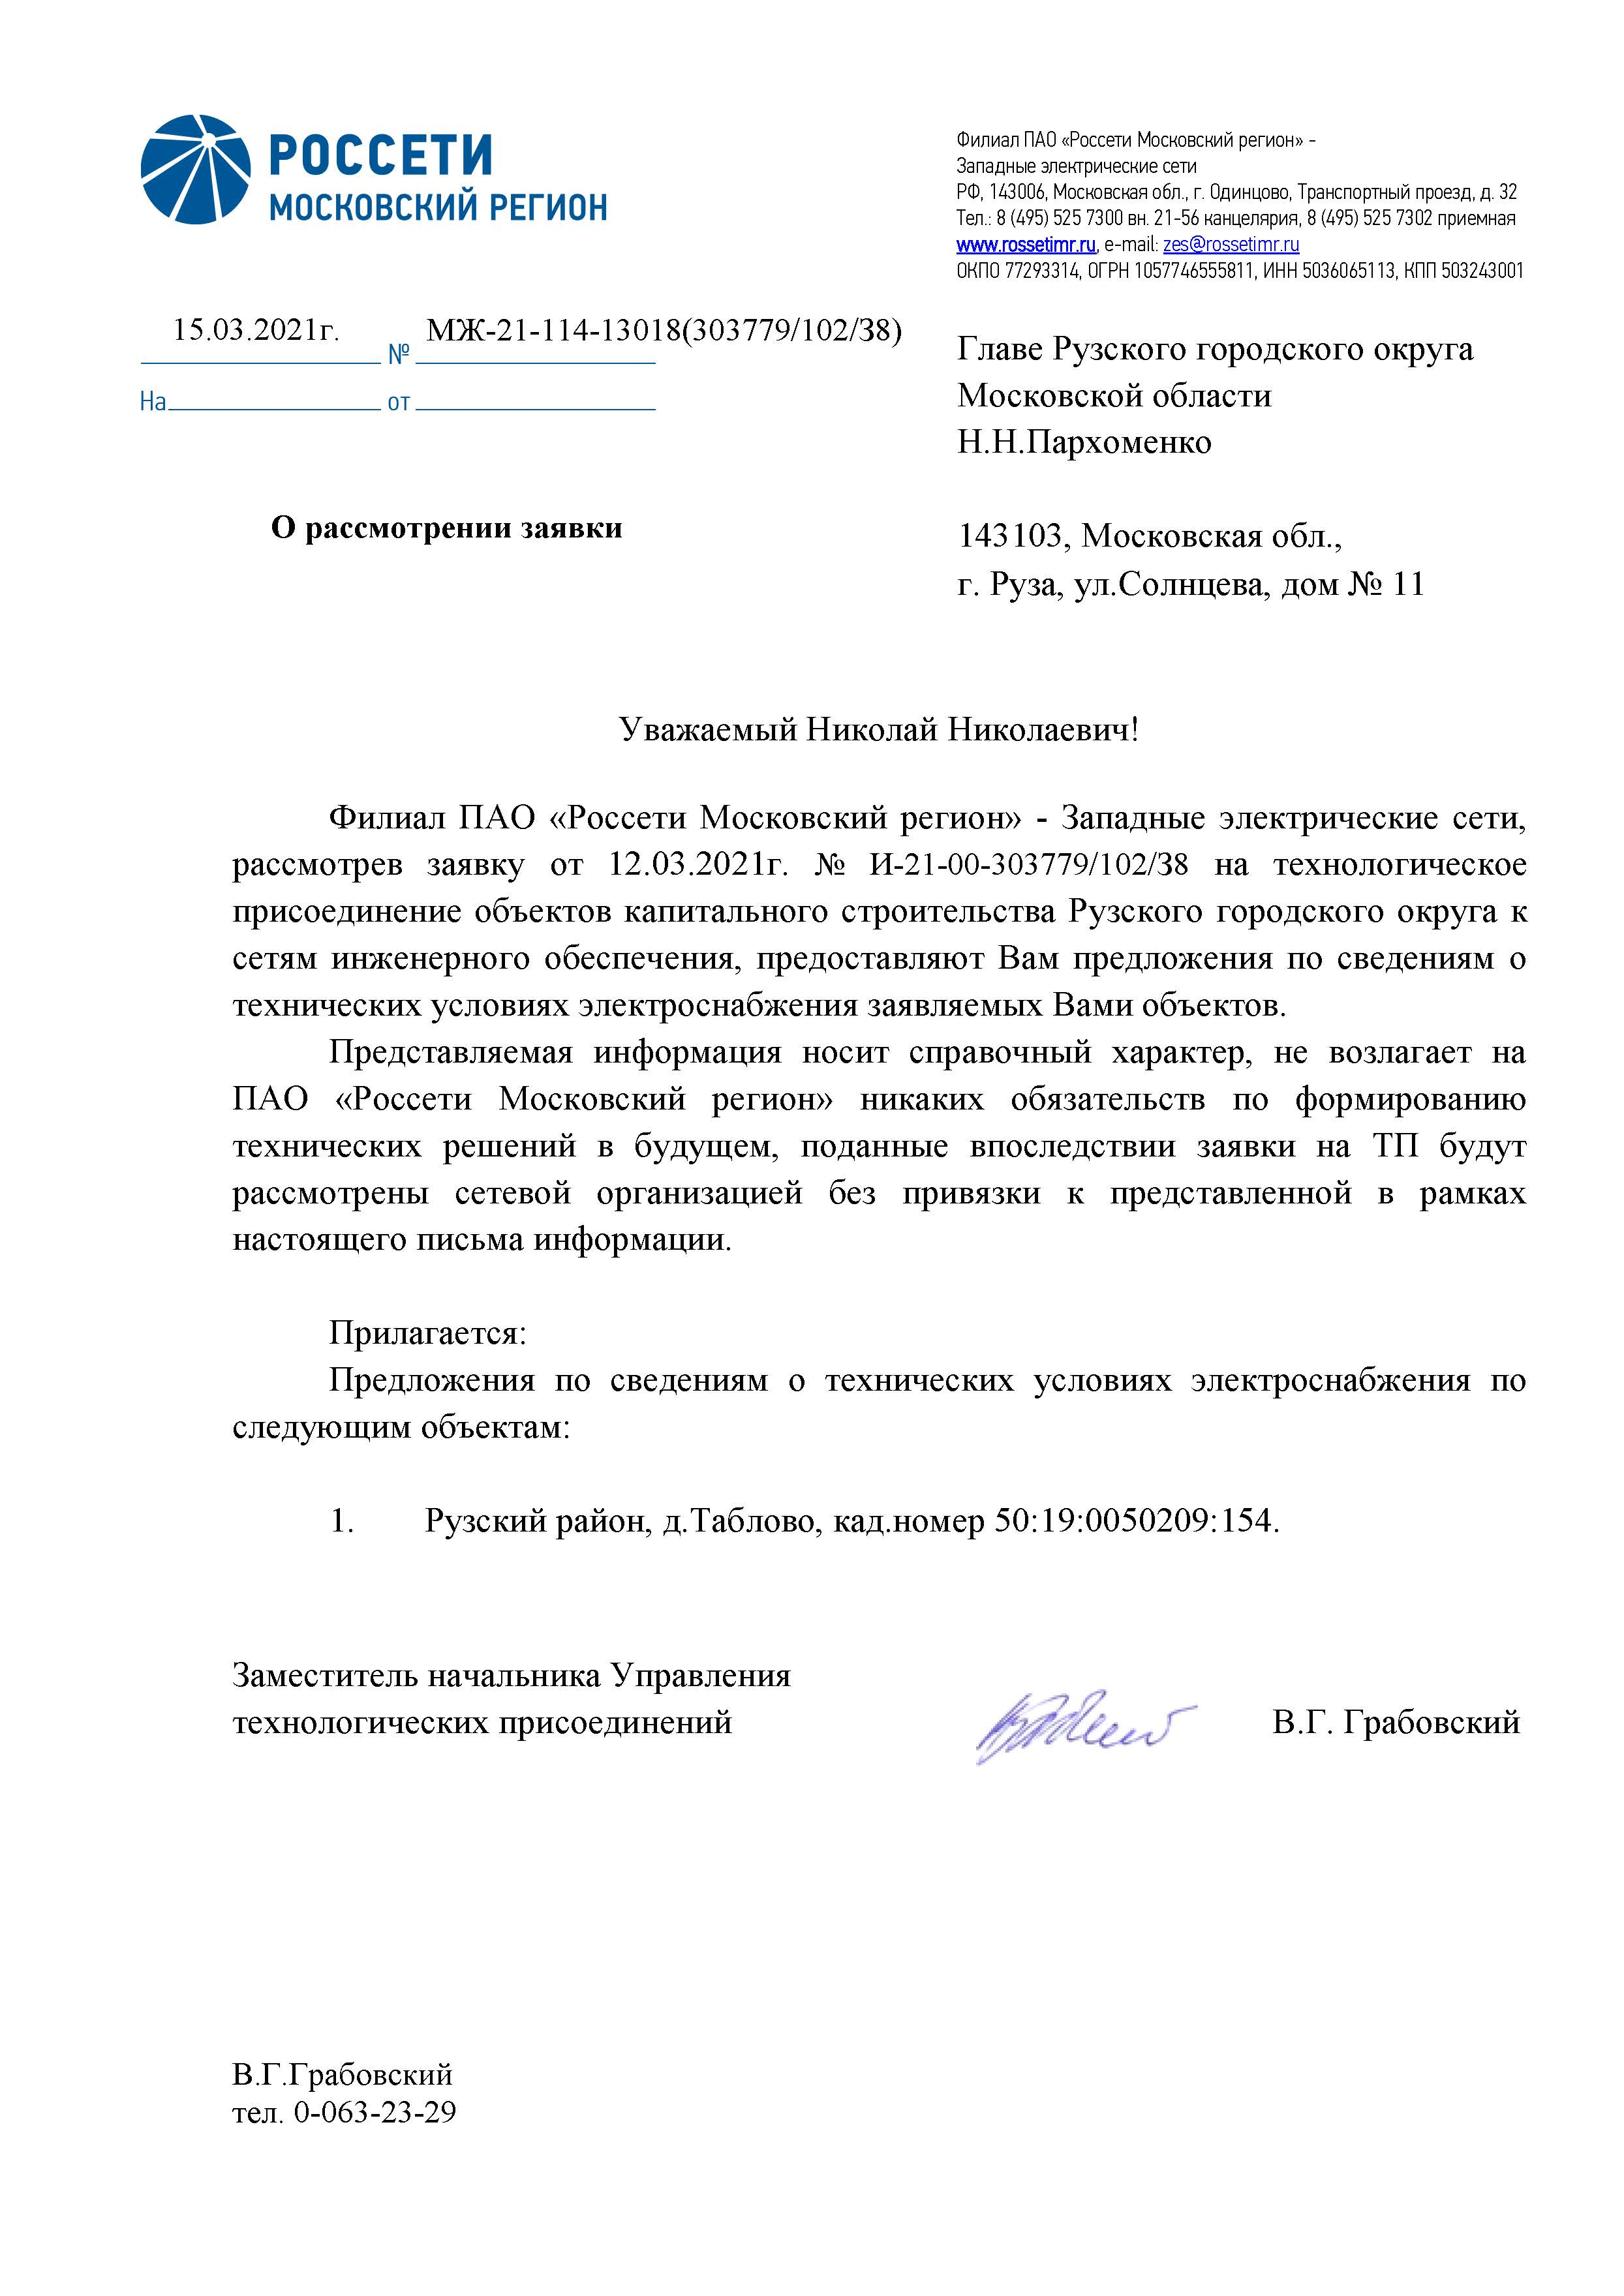 РОССЕТИ
МОСКОВСКИЙ РЕГИОН
Филиал ПАО «Россети Московский регион» -
Западные электрические сети
РФ, 143006, Московская обл., г. Одинцово, Транспортный проезд, д. 32
Тел.: 8 (495) 525 7300 вн. 21-56 канцелярия, 8 (495) 525 7302 приемная
www.rossetimr.ru, e-mail: zes@rossetimr.ru
ОКПО 77293314, ОГРН 1057746555811, ИНН 5036065113, КПП 503243001
15.03.2021г. № МЖ-21-114-13018(303779/102/38)
На от
Главе Рузского городского округа
Московской области
Н.Н.Пархоменко
О рассмотрении заявки
143103, Московская обл.,
г. Руза, ул.Солнцева, дом № 11
Уважаемый Николай Николаевич!
Филиал ПАО «Россети Московский регион» - Западные электрические сети,
рассмотрев заявку от 12.03.2021г. № И-21-00-303779/102/38 на технологическое
присоединение объектов капитального строительства Рузского городского округа к
сетям инженерного обеспечения, предоставляют Вам предложения по сведениям о
технических условиях электроснабжения заявляемых Вами объектов.
Представляемая информация носит справочный характер, не возлагает на
ПАО «Россети Московский регион» никаких обязательств по формированию
технических решений в будущем, поданные впоследствии заявки на ТП будут
рассмотрены сетевой организацией без привязки к представленной в рамках
настоящего письма информации.
Прилагается:
Предложения по сведениям о технических условиях электроснабжения по
следующим объектам:
1. Рузский район, д.Таблово, кад.номер 50:19:0050209:154.
Заместитель начальника Управления
технологических присоединений В.Г. Грабовский
В.Г.Грабовский
тел. 0-063-23-29